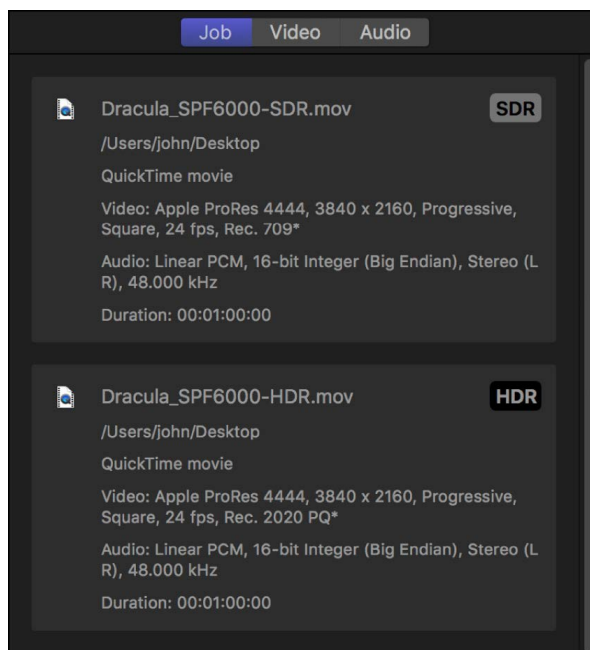 Job Video Audio
Dracula_SPF6000-SDR.mov SDR
/Users/john/Desktop
QuickTime movie
Video: Apple ProRes 4444, 3840 x 2160, Progressive,
Square, 24 fps, Rec. 709*
Audio: Linear PCM, 16-bit Integer (Big Endian), Stereo (L
R), 48.000 kHz
Duration: 00:01:00:00
Dracula_SPF6000-HDR.mov HDR
/Users/john/Desktop
QuickTime movie
Video: Apple ProRes 4444, 3840 x 2160, Progressive,
Square, 24 fps, Rec. 2020 PQ*
Audio: Linear PCM, 16-bit Integer (Big Endian), Stereo (L
R), 48.000 kHz
Duration: 00:01:00:00